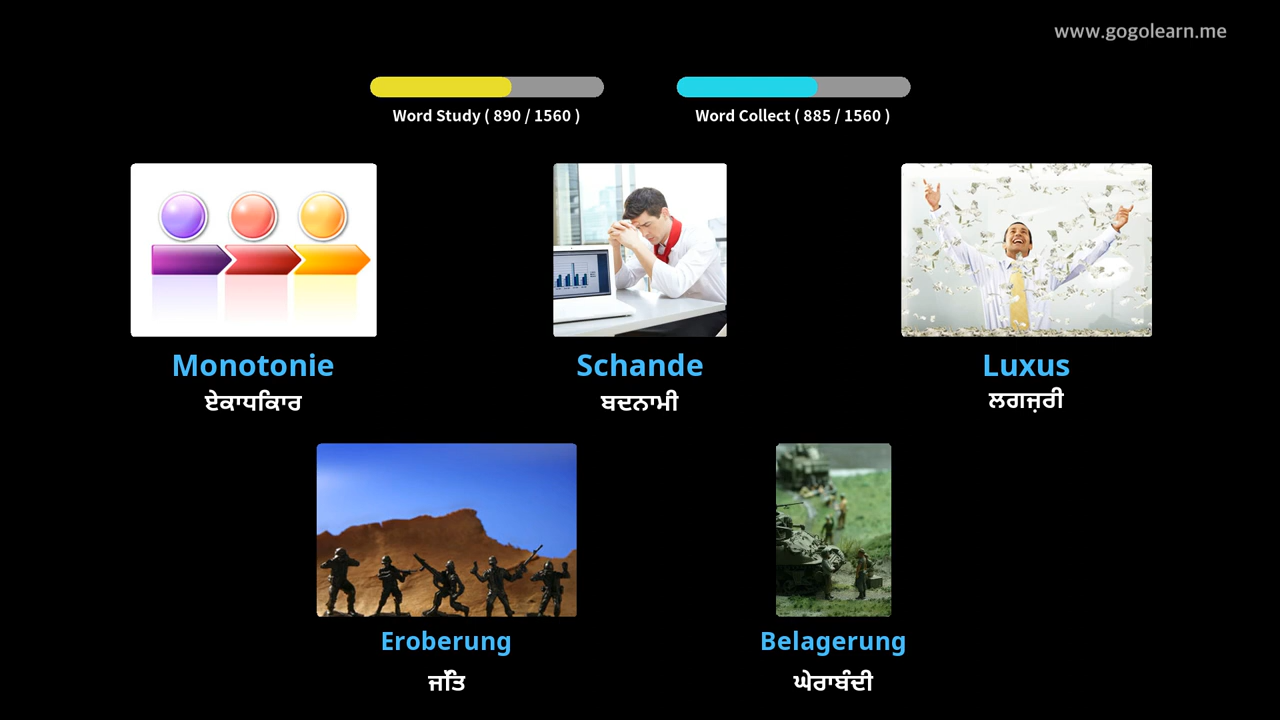 www.gogolearn.me
Word Study ( 890 / 1560 )
Word Collect ( 885 / 1560 )
Monotonie
ਏਕਾਧਿਕਾਰ
Schande
ਬਦਨਾਮੀ
Luxus
ਲਗਜ਼ਰੀ
Eroberung
ਜਿੱਤ
Belagerung
ਘੇਰਾਬੰਦੀ